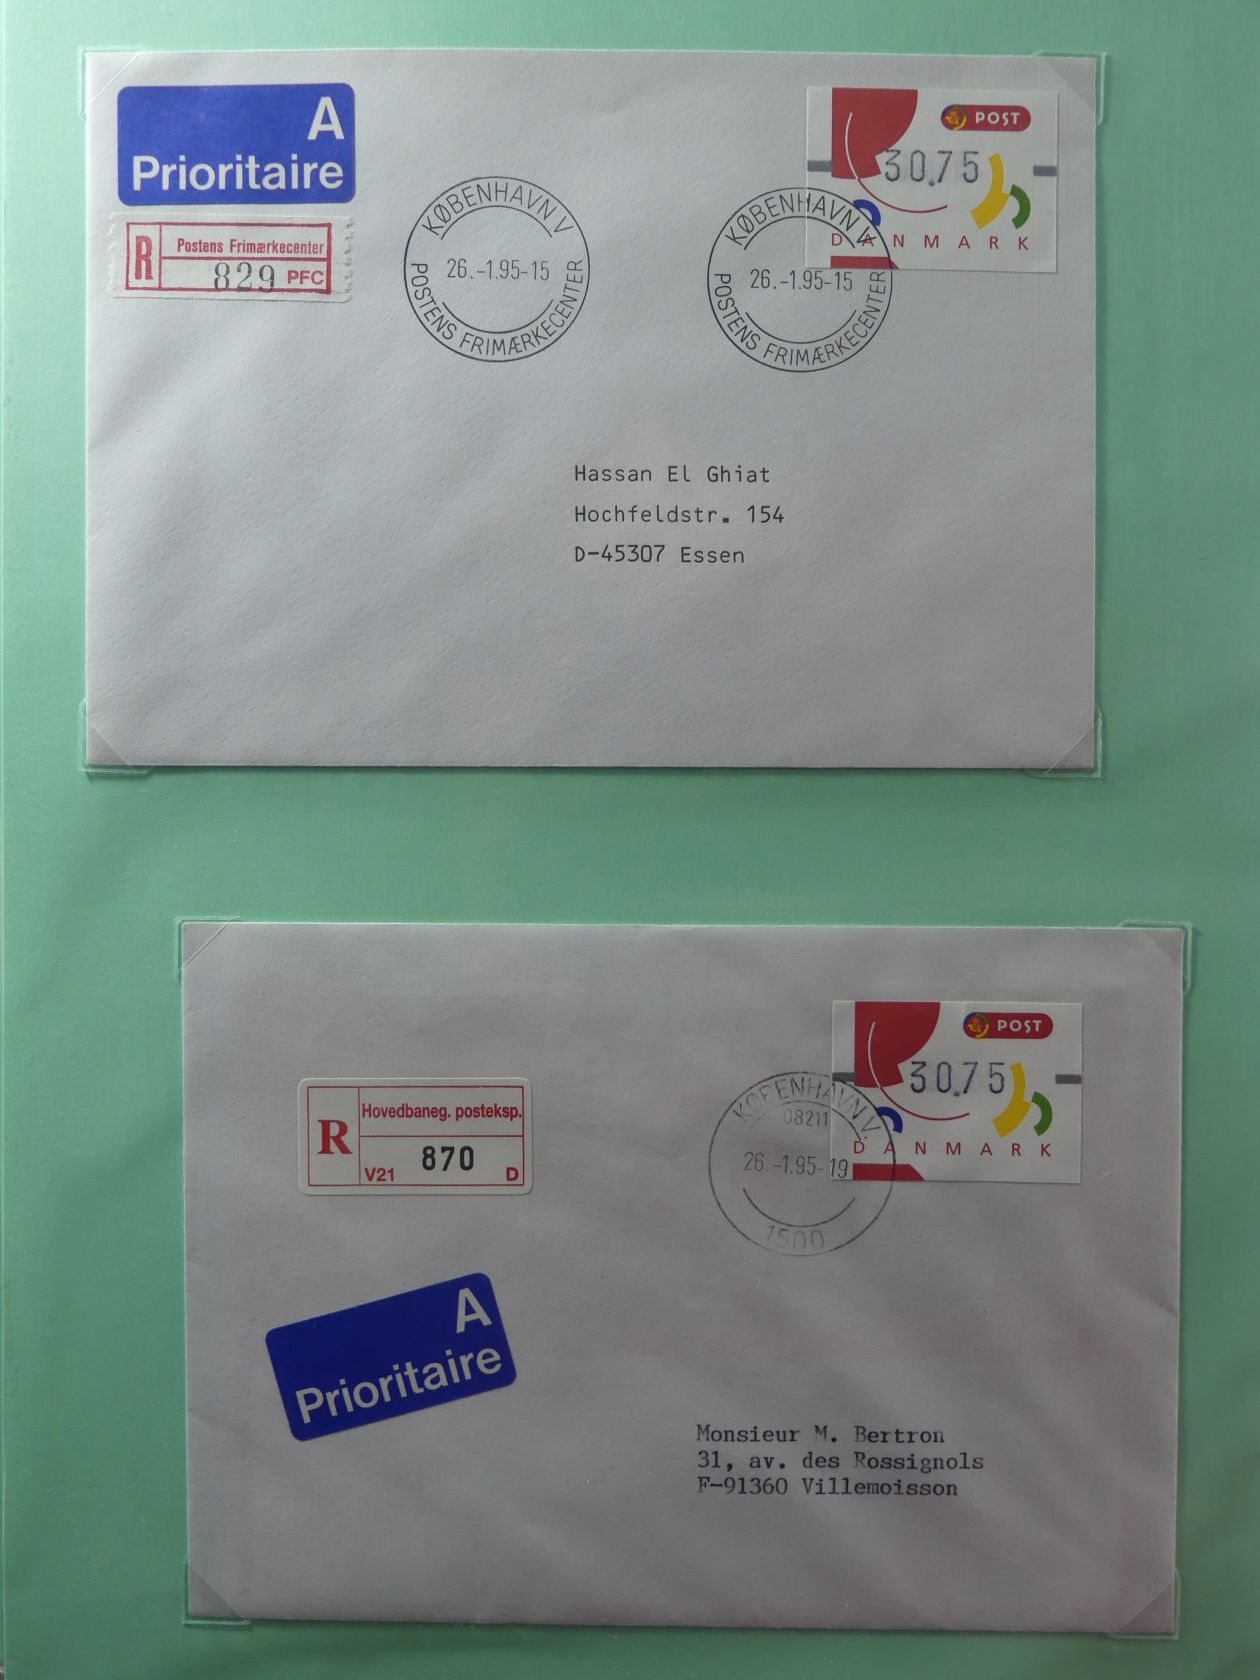 A
Prioritaire
R
Postens Frimærkecenter
829 PFC
KØBENHAVN V
26.-1.95-15
POSTENS FRIMÆRKECENTER
KØBENHAVN V
26.-1.95-15
POSTENS FRIMÆRKECENTER
POST
30.75
DANMARK
Hassan El Ghiat
Hochfeldstr. 154
D-45307 Essen
POST
30.75
DANMARK
KØBENHAVN V.
08211
26.-1.95-19
1500
R
Hovedbaneg. posteksp.
870
V21 D
A
Prioritaire
Monsieur M. Bertron
31, av. des Rossignols
F-91360 Villemoisson